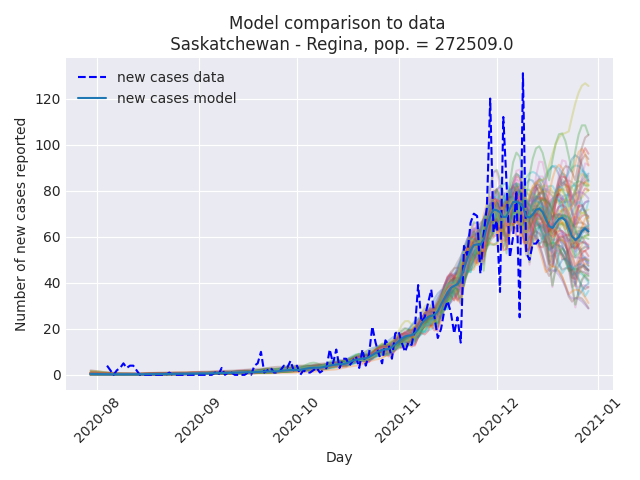 Model comparison to data
Saskatchewan - Regina, pop. = 272509.0
new cases data
new cases model
Number of new cases reported
120
100
80
60
40
20
0
2020-08
2020-09
2020-10
2020-11
2020-12
2021-01
Day